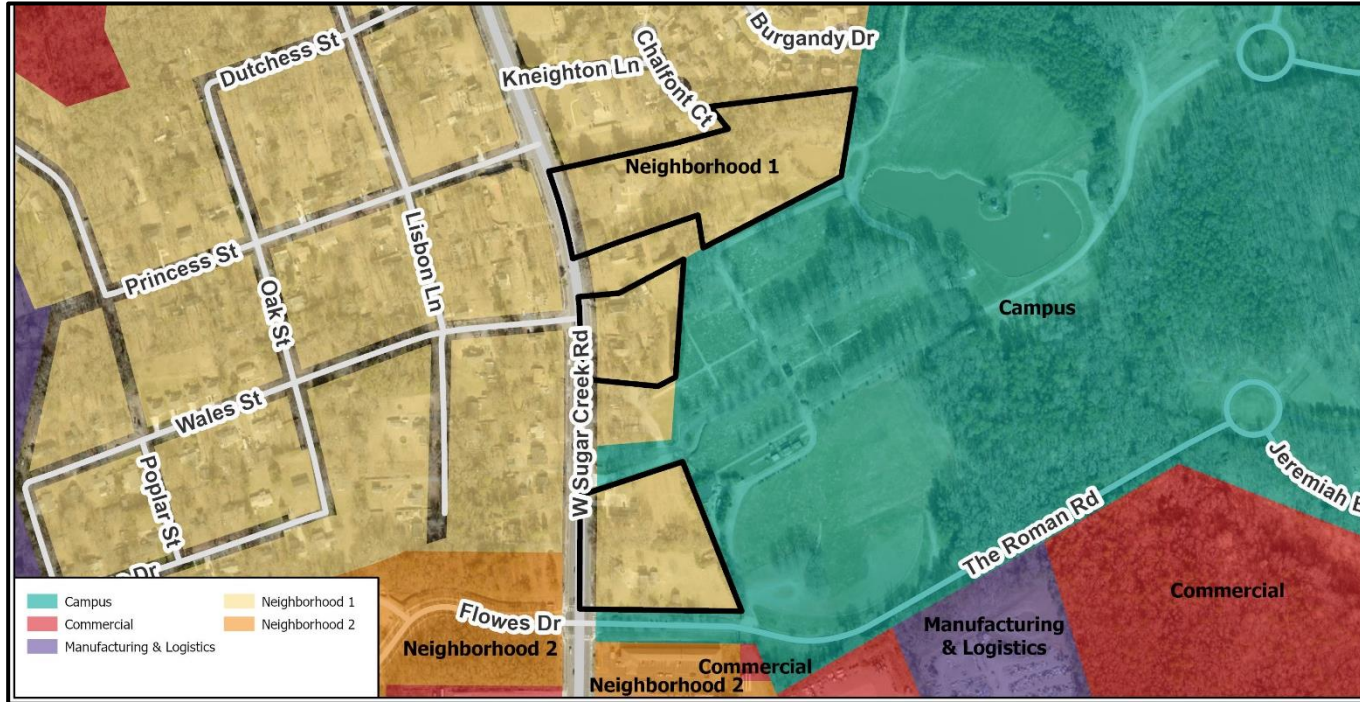 Burgandy Dr
Dutchess St
Kneighton Ln
Chalfont Ct
Neighborhood 1
Princess St
Oak St
Lisbon Ln
Campus
W Sugar Creek Rd
Wales St
Poplar St
Dr
Jeremiah B
The Roman Rd
Commercial
Flowes Dr
Manufacturing
& Logistics
Neighborhood 2
Commercial
Neighborhood 2
Campus
Commercial
Manufacturing & Logistics
Neighborhood 1
Neighborhood 2